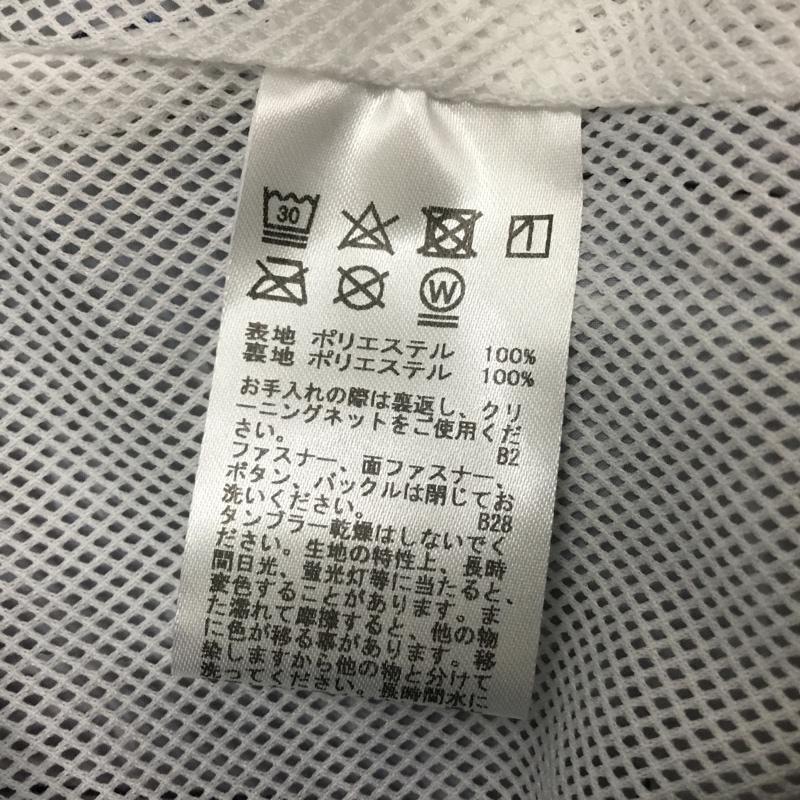 30
W
表地 ポリエステル 100%
裏地 ポリエステル 100%
お手入れの際は裏返し、クリ
ーニングネットをご使用くだ
さい。 B2
ファスナー、面ファスナー、
ボタン、バックルは閉じてお
洗いください。 B28
タンブラー乾燥はしないでく
ださい。生地の特性上、長時
間日光、蛍光灯等に当たると、
変色することがあります。ま
た濡れて摩擦すると、他の物
に色が移る事があります。移
染しますから他の物と分けて
洗ってください。長時間水に